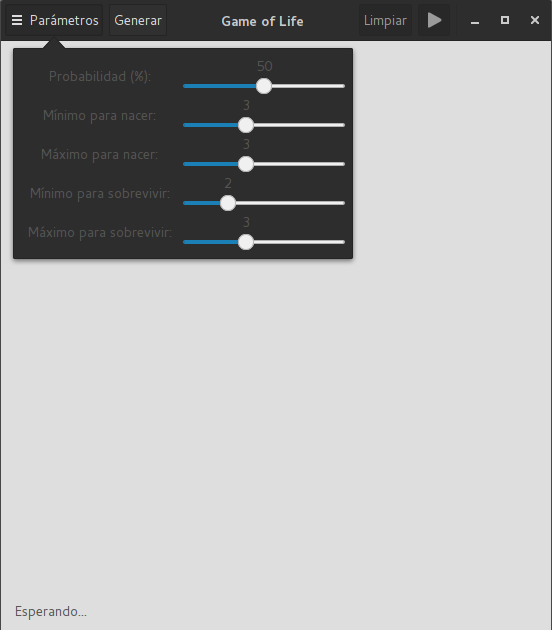 Parámetros Generar Game of Life Limpiar
50
Probabilidad (%):
3
Mínimo para nacer:
3
Máximo para nacer:
2
Mínimo para sobrevivir:
3
Máximo para sobrevivir:
Esperando...